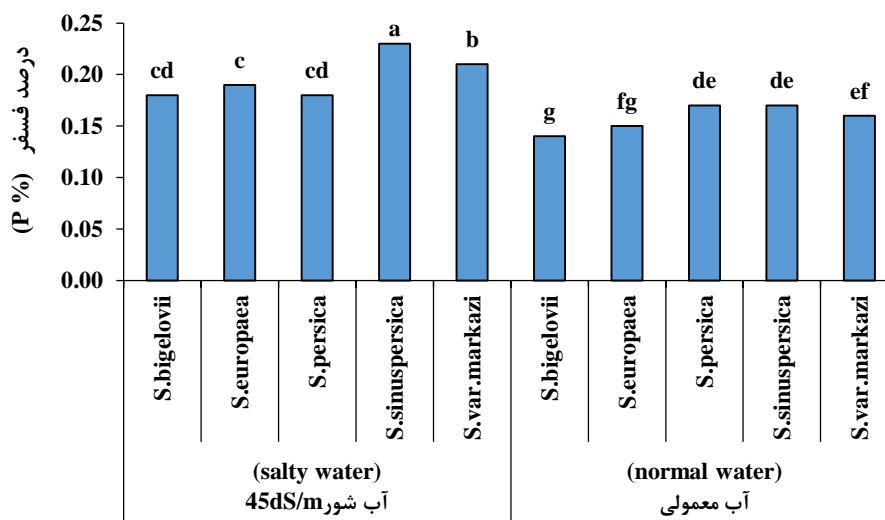 درصد فسفر (P %)
0.25
0.20
0.15
0.10
0.05
0.00
cd
c
cd
a
b
g
fg
de
de
ef
S.bigelovii
S.europaea
S.persica
S.sinuspersica
S.var.markazi
S.bigelovii
S.europaea
S.persica
S.sinuspersica
S.var.markazi
(salty water)
آب شور45dS/m
(normal water)
آب معمولی